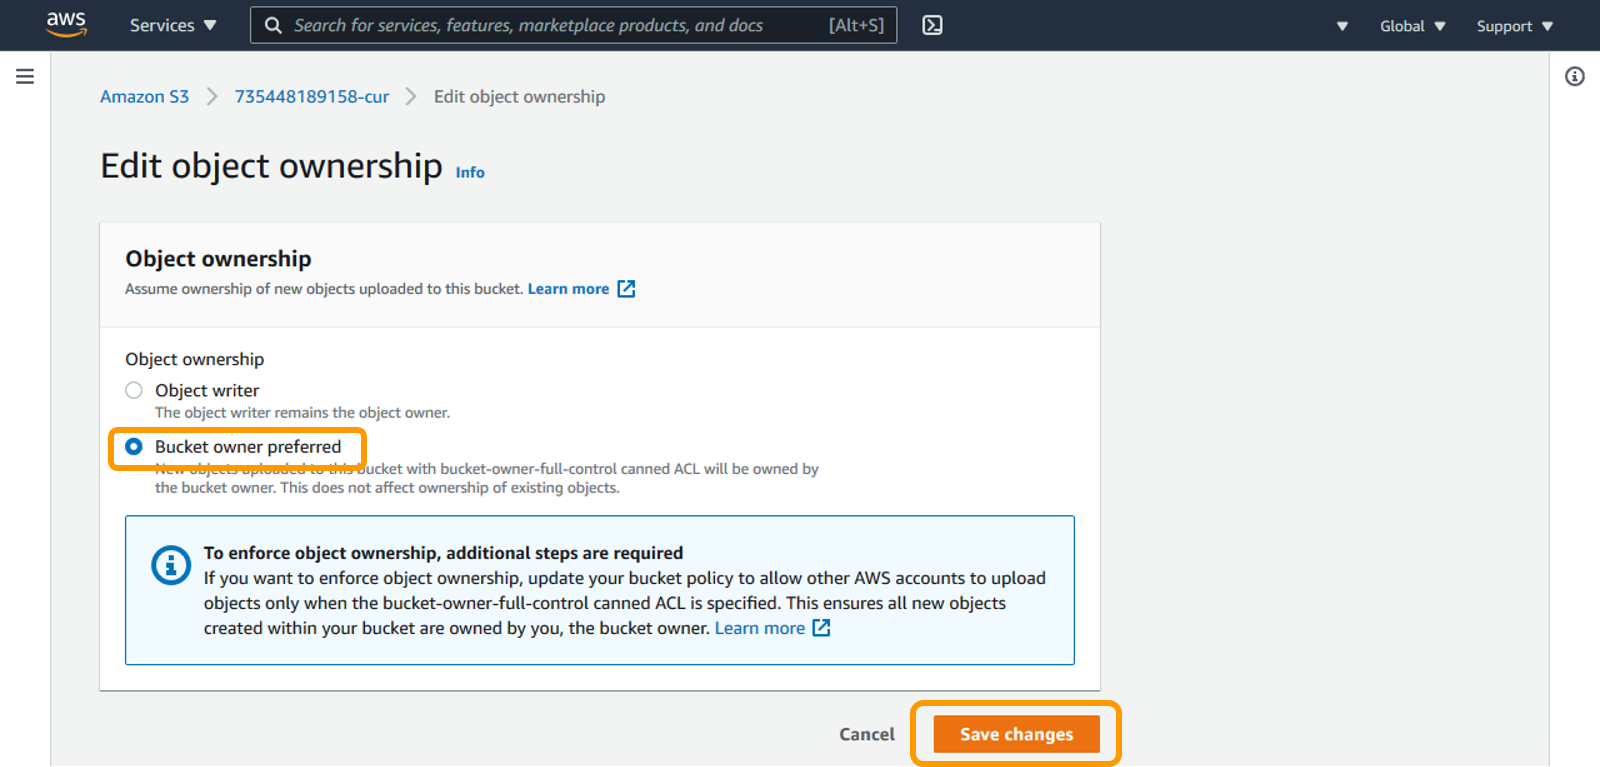 aws
Services
Search for services, features, marketplace products, and docs [Alt+S]
Global
Support
Amazon S3 > 735448189158-cur > Edit object ownership
Edit object ownership Info
Object ownership
Assume ownership of new objects uploaded to this bucket. Learn more
Object ownership
Object writer
The object writer remains the object owner.
Bucket owner preferred
New objects uploaded to this bucket with bucket-owner-full-control canned ACL will be owned by
the bucket owner. This does not affect ownership of existing objects.
To enforce object ownership, additional steps are required
If you want to enforce object ownership, update your bucket policy to allow other AWS accounts to upload
objects only when the bucket-owner-full-control canned ACL is specified. This ensures all new objects
created within your bucket are owned by you, the bucket owner. Learn more
Cancel
Save changes